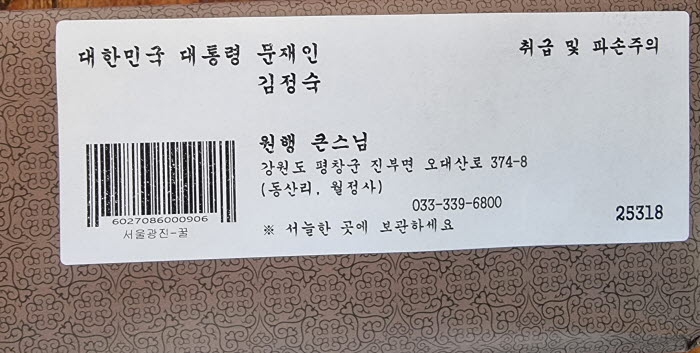 대한민국 대통령 문재인
김정숙
취급 및 파손주의
원행 큰스님
강원도 평창군 진부면 오대산로 374-8
(동산리, 월정사)
033-339-6800
※ 서늘한 곳에 보관하세요
25318
6027086000906
서울광진-꿀